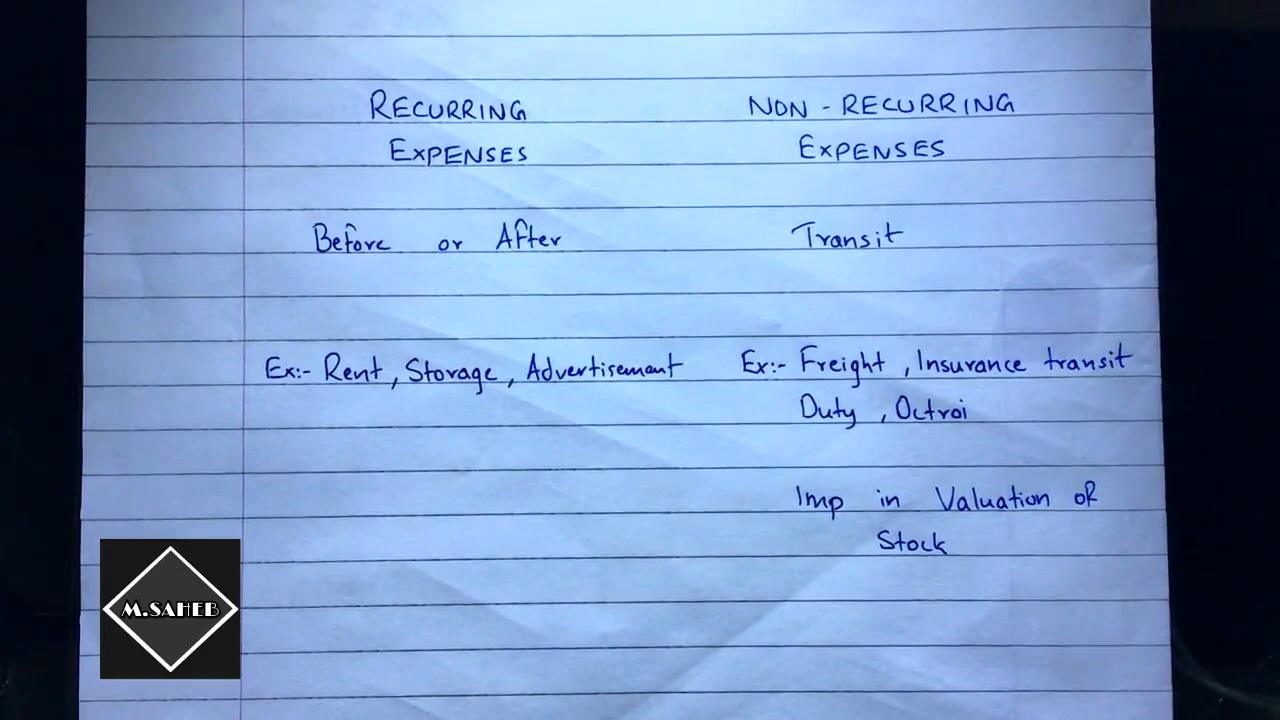 RECURRING
EXPENSES
Before or After
Ex:- Rent, Storage, Advertisement
NON-RECURRING
EXPENSES
Transit
Ex:- Freight, Insurance transit
Duty, Octroi
Imp in Valuation of
Stock
M.SAHEB